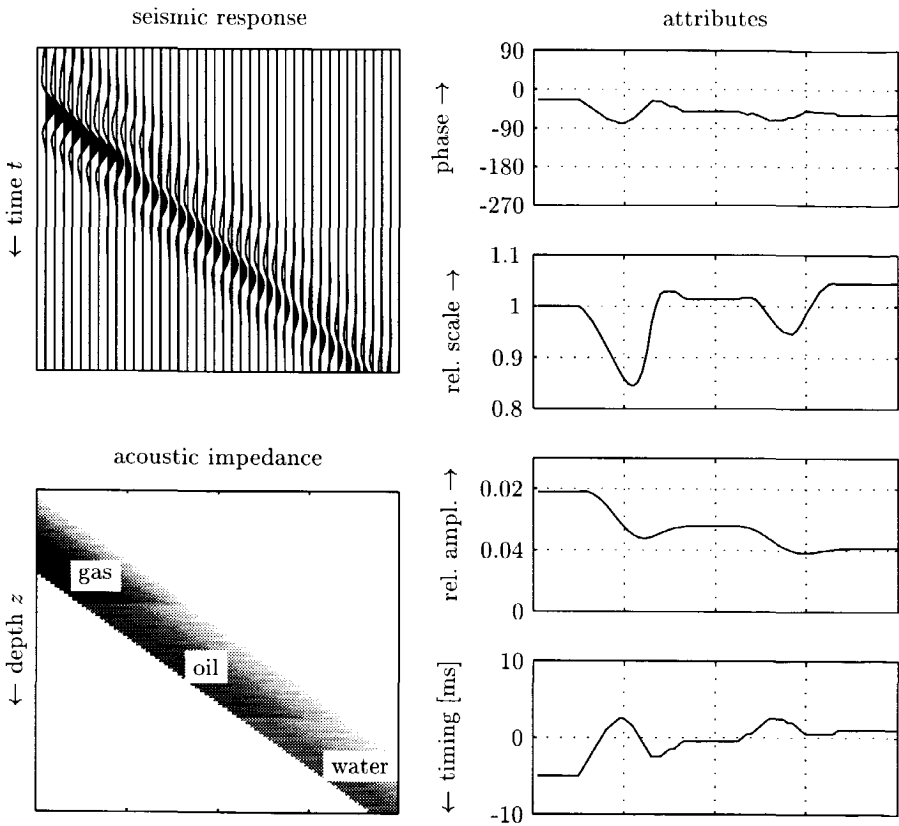 seismic response
← time t
acoustic impedance
← depth z
gas
oil
water
attributes
phase →
90
0
-90
-180
-270
rel. scale →
1.1
1
0.9
0.8
rel. ampl. →
0.02
0.04
0
← timing [ms]
10
0
-10